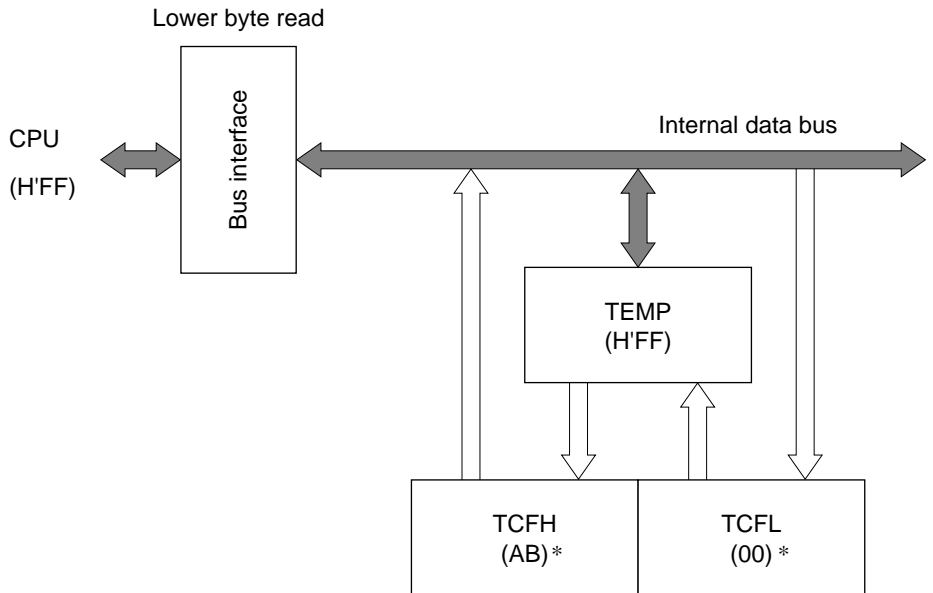 Lower byte read
CPU
(H'FF)
Bus interface
Internal data bus
TEMP
(H'FF)
TCFH
(AB)*
TCFL
(00)*